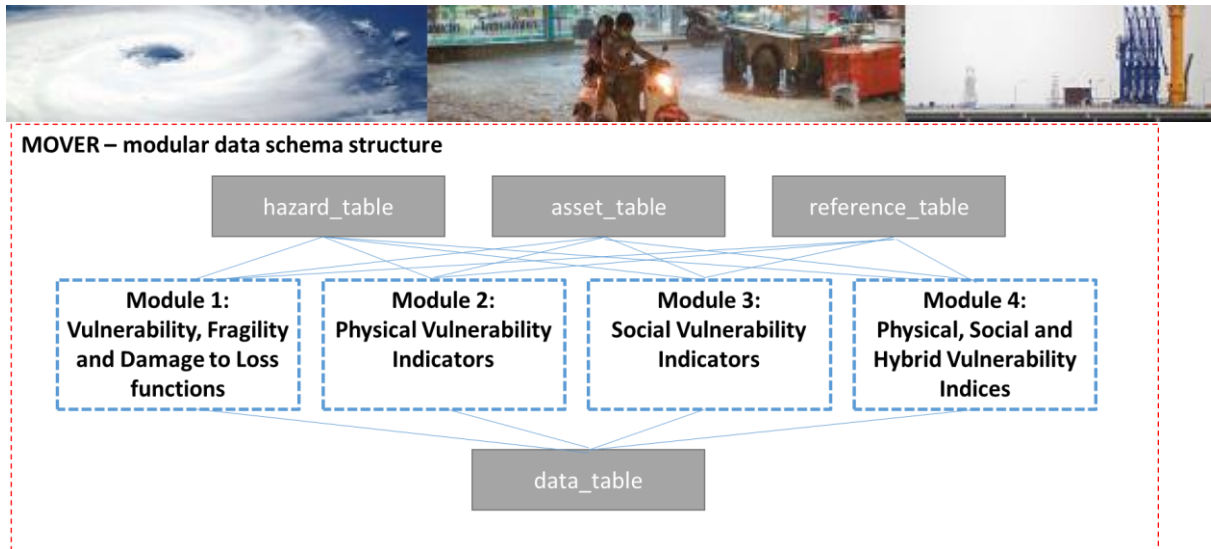 MOVER – modular data schema structure
hazard_table
asset_table
reference_table
Module 1:
Vulnerability, Fragility
and Damage to Loss
functions
Module 2:
Physical Vulnerability
Indicators
Module 3:
Social Vulnerability
Indicators
Module 4:
Physical, Social and
Hybrid Vulnerability
Indices
data_table